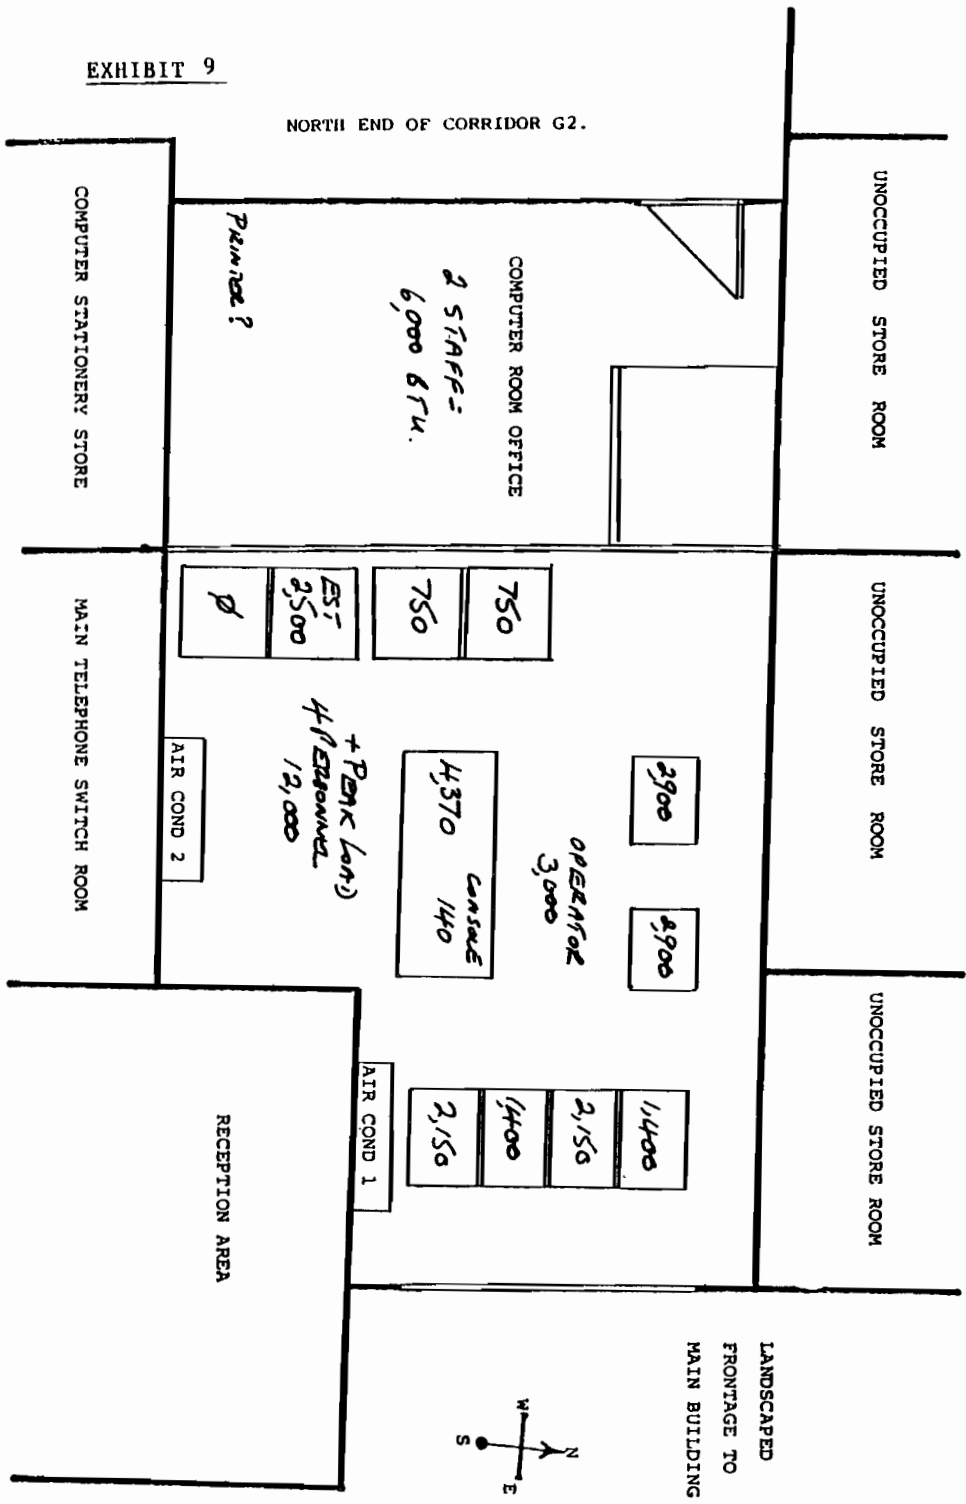 EXHIBIT 9
NORTH END OF CORRIDOR G2.
UNOCCUPIED STORE ROOM
UNOCCUPIED STORE ROOM
UNOCCUPIED STORE ROOM
LANDSCAPED
FRONTAGE TO
MAIN BUILDING
COMPUTER ROOM OFFICE
2 STAFF =
6,000 BTU.
PRINTER?
750
750
EST
2,500
Ø
2,900
2,900
OPERATOR
3,000
CONSOLE
4,370 140
+ PEAK LOAD
4 PERSONNEL
12,000
1,400
2,150
1,400
2,150
AIR COND 2
AIR COND 1
COMPUTER STATIONERY STORE
MAIN TELEPHONE SWITCH ROOM
RECEPTION AREA
N
W
E
S